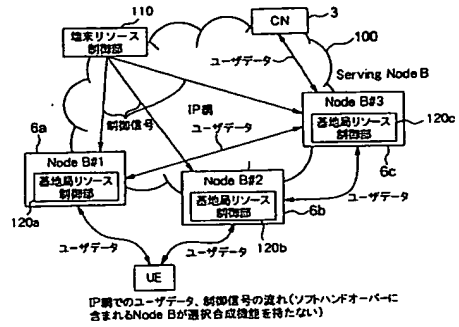 110
端末リソース
制御部
CN
3
100
ユーザデータ
Serving Node B
制御信号
IP網
Node B#3
基地局リソース
制御部
120c
6a
ユーザデータ
6c
Node B#1
基地局リソース
制御部
120a
Node B#2
基地局リソース
制御部
6b
120b
ユーザデータ
ユーザデータ
ユーザデータ
UE
IP網でのユーザデータ、制御信号の流れ(ソフトハンドオーバーに
含まれるNode Bが選択合成機能を持たない)